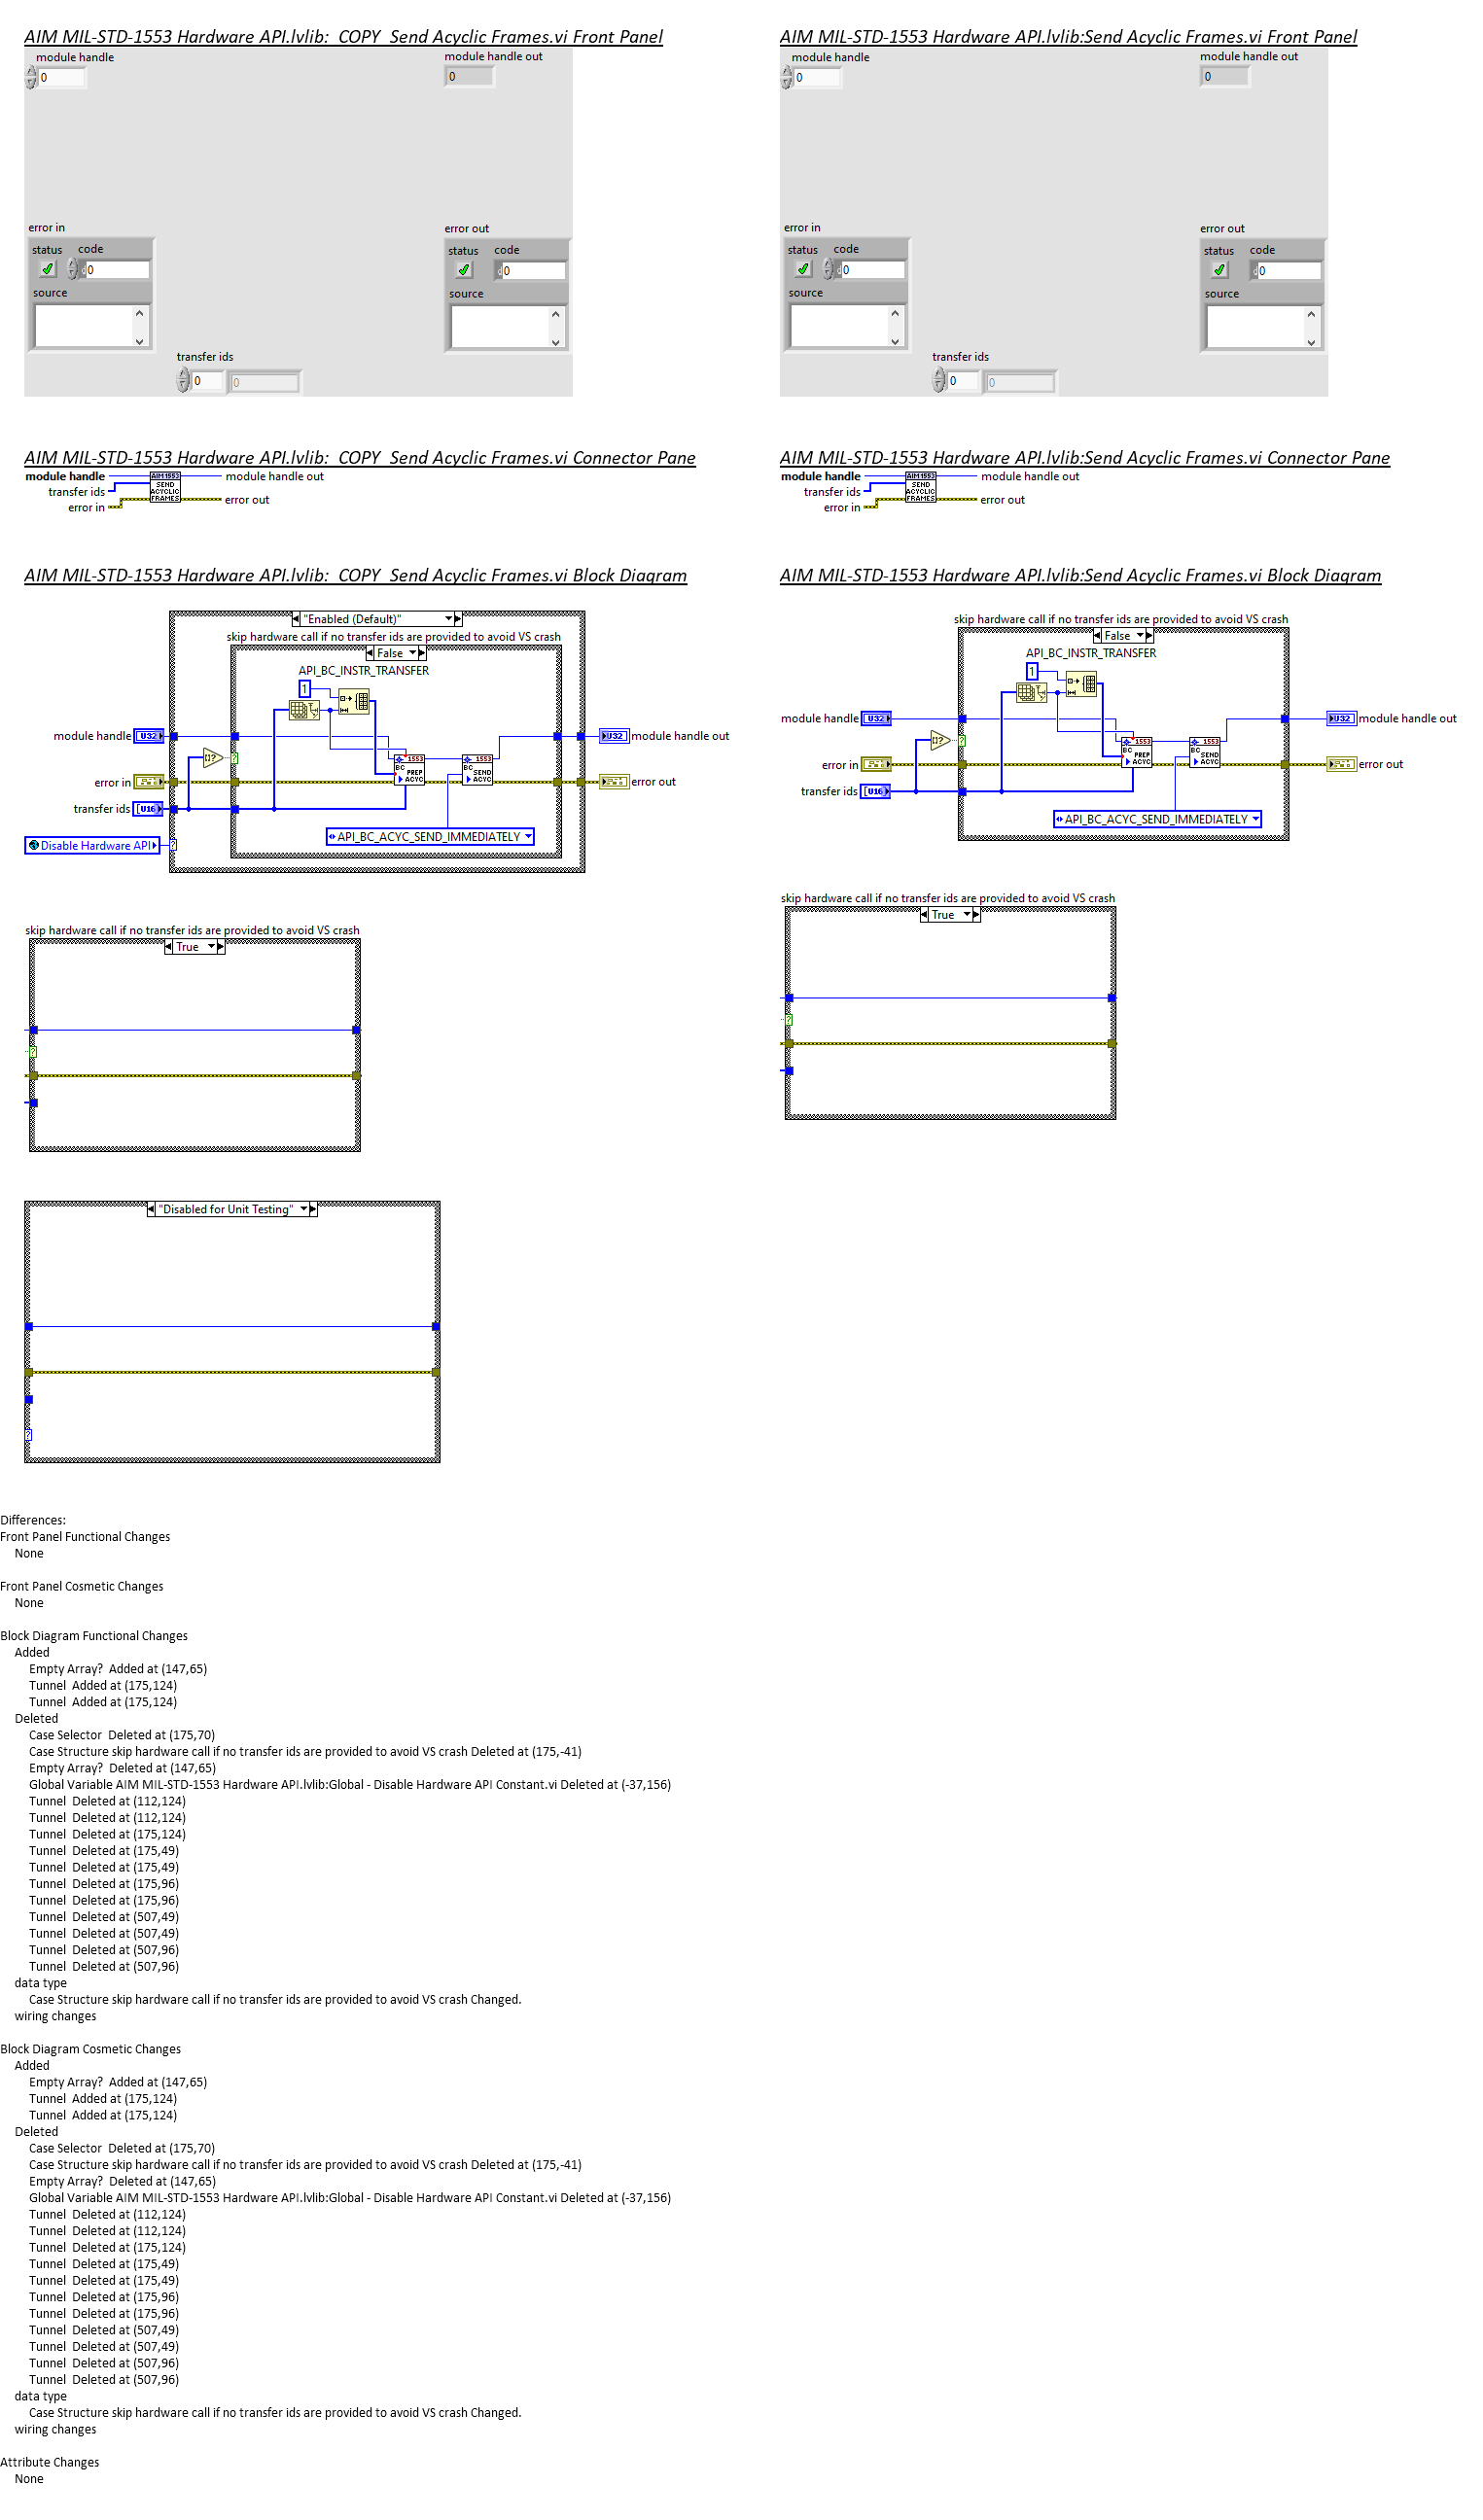 AIM MIL-STD-1553 Hardware API.lvlib:  COPY  Send Acyclic Frames.vi Front Panel
module handle
0
module handle out
0
error in
status
code
0
source
error out
status
code
0
source
transfer ids
0
0
AIM MIL-STD-1553 Hardware API.lvlib:Send Acyclic Frames.vi Front Panel
module handle
0
module handle out
0
error in
status
code
0
source
error out
status
code
0
source
transfer ids
0
0
AIM MIL-STD-1553 Hardware API.lvlib:  COPY  Send Acyclic Frames.vi Connector Pane
module handle
transfer ids
error in
AIM 1553
SEND
ACYCLIC
FRAMES
module handle out
error out
AIM MIL-STD-1553 Hardware API.lvlib:Send Acyclic Frames.vi Connector Pane
module handle
transfer ids
error in
AIM 1553
SEND
ACYCLIC
FRAMES
module handle out
error out
AIM MIL-STD-1553 Hardware API.lvlib:  COPY  Send Acyclic Frames.vi Block Diagram
"Enabled (Default)"
skip hardware call if no transfer ids are provided to avoid VS crash
False
API_BC_INSTR_TRANSFER
1
module handle
U32
U32
module handle out
?
1553
BC
PREP
ACYC
1553
BC
SEND
ACYC
error in
error out
transfer ids
[U16]
API_BC_ACYC_SEND_IMMEDIATELY
Disable Hardware API
?
AIM MIL-STD-1553 Hardware API.lvlib:Send Acyclic Frames.vi Block Diagram
skip hardware call if no transfer ids are provided to avoid VS crash
False
API_BC_INSTR_TRANSFER
1
module handle
U32
U32
module handle out
?
1553
BC
PREP
ACYC
1553
BC
SEND
ACYC
error in
error out
transfer ids
[U16]
API_BC_ACYC_SEND_IMMEDIATELY
skip hardware call if no transfer ids are provided to avoid VS crash
True
?
skip hardware call if no transfer ids are provided to avoid VS crash
True
?
"Disabled for Unit Testing"
?
Differences:
Front Panel Functional Changes
None
Front Panel Cosmetic Changes
None
Block Diagram Functional Changes
Added
Empty Array?  Added at (147,65)
Tunnel  Added at (175,124)
Tunnel  Added at (175,124)
Deleted
Case Selector  Deleted at (175,70)
Case Structure skip hardware call if no transfer ids are provided to avoid VS crash Deleted at (175,-41)
Empty Array?  Deleted at (147,65)
Global Variable AIM MIL-STD-1553 Hardware API.lvlib:Global - Disable Hardware API Constant.vi Deleted at (-37,156)
Tunnel  Deleted at (112,124)
Tunnel  Deleted at (112,124)
Tunnel  Deleted at (175,124)
Tunnel  Deleted at (175,49)
Tunnel  Deleted at (175,49)
Tunnel  Deleted at (175,96)
Tunnel  Deleted at (175,96)
Tunnel  Deleted at (507,49)
Tunnel  Deleted at (507,49)
Tunnel  Deleted at (507,96)
Tunnel  Deleted at (507,96)
data type
Case Structure skip hardware call if no transfer ids are provided to avoid VS crash Changed.
wiring changes
Block Diagram Cosmetic Changes
Added
Empty Array?  Added at (147,65)
Tunnel  Added at (175,124)
Tunnel  Added at (175,124)
Deleted
Case Selector  Deleted at (175,70)
Case Structure skip hardware call if no transfer ids are provided to avoid VS crash Deleted at (175,-41)
Empty Array?  Deleted at (147,65)
Global Variable AIM MIL-STD-1553 Hardware API.lvlib:Global - Disable Hardware API Constant.vi Deleted at (-37,156)
Tunnel  Deleted at (112,124)
Tunnel  Deleted at (112,124)
Tunnel  Deleted at (175,124)
Tunnel  Deleted at (175,49)
Tunnel  Deleted at (175,49)
Tunnel  Deleted at (175,96)
Tunnel  Deleted at (175,96)
Tunnel  Deleted at (507,49)
Tunnel  Deleted at (507,49)
Tunnel  Deleted at (507,96)
Tunnel  Deleted at (507,96)
data type
Case Structure skip hardware call if no transfer ids are provided to avoid VS crash Changed.
wiring changes
Attribute Changes
None